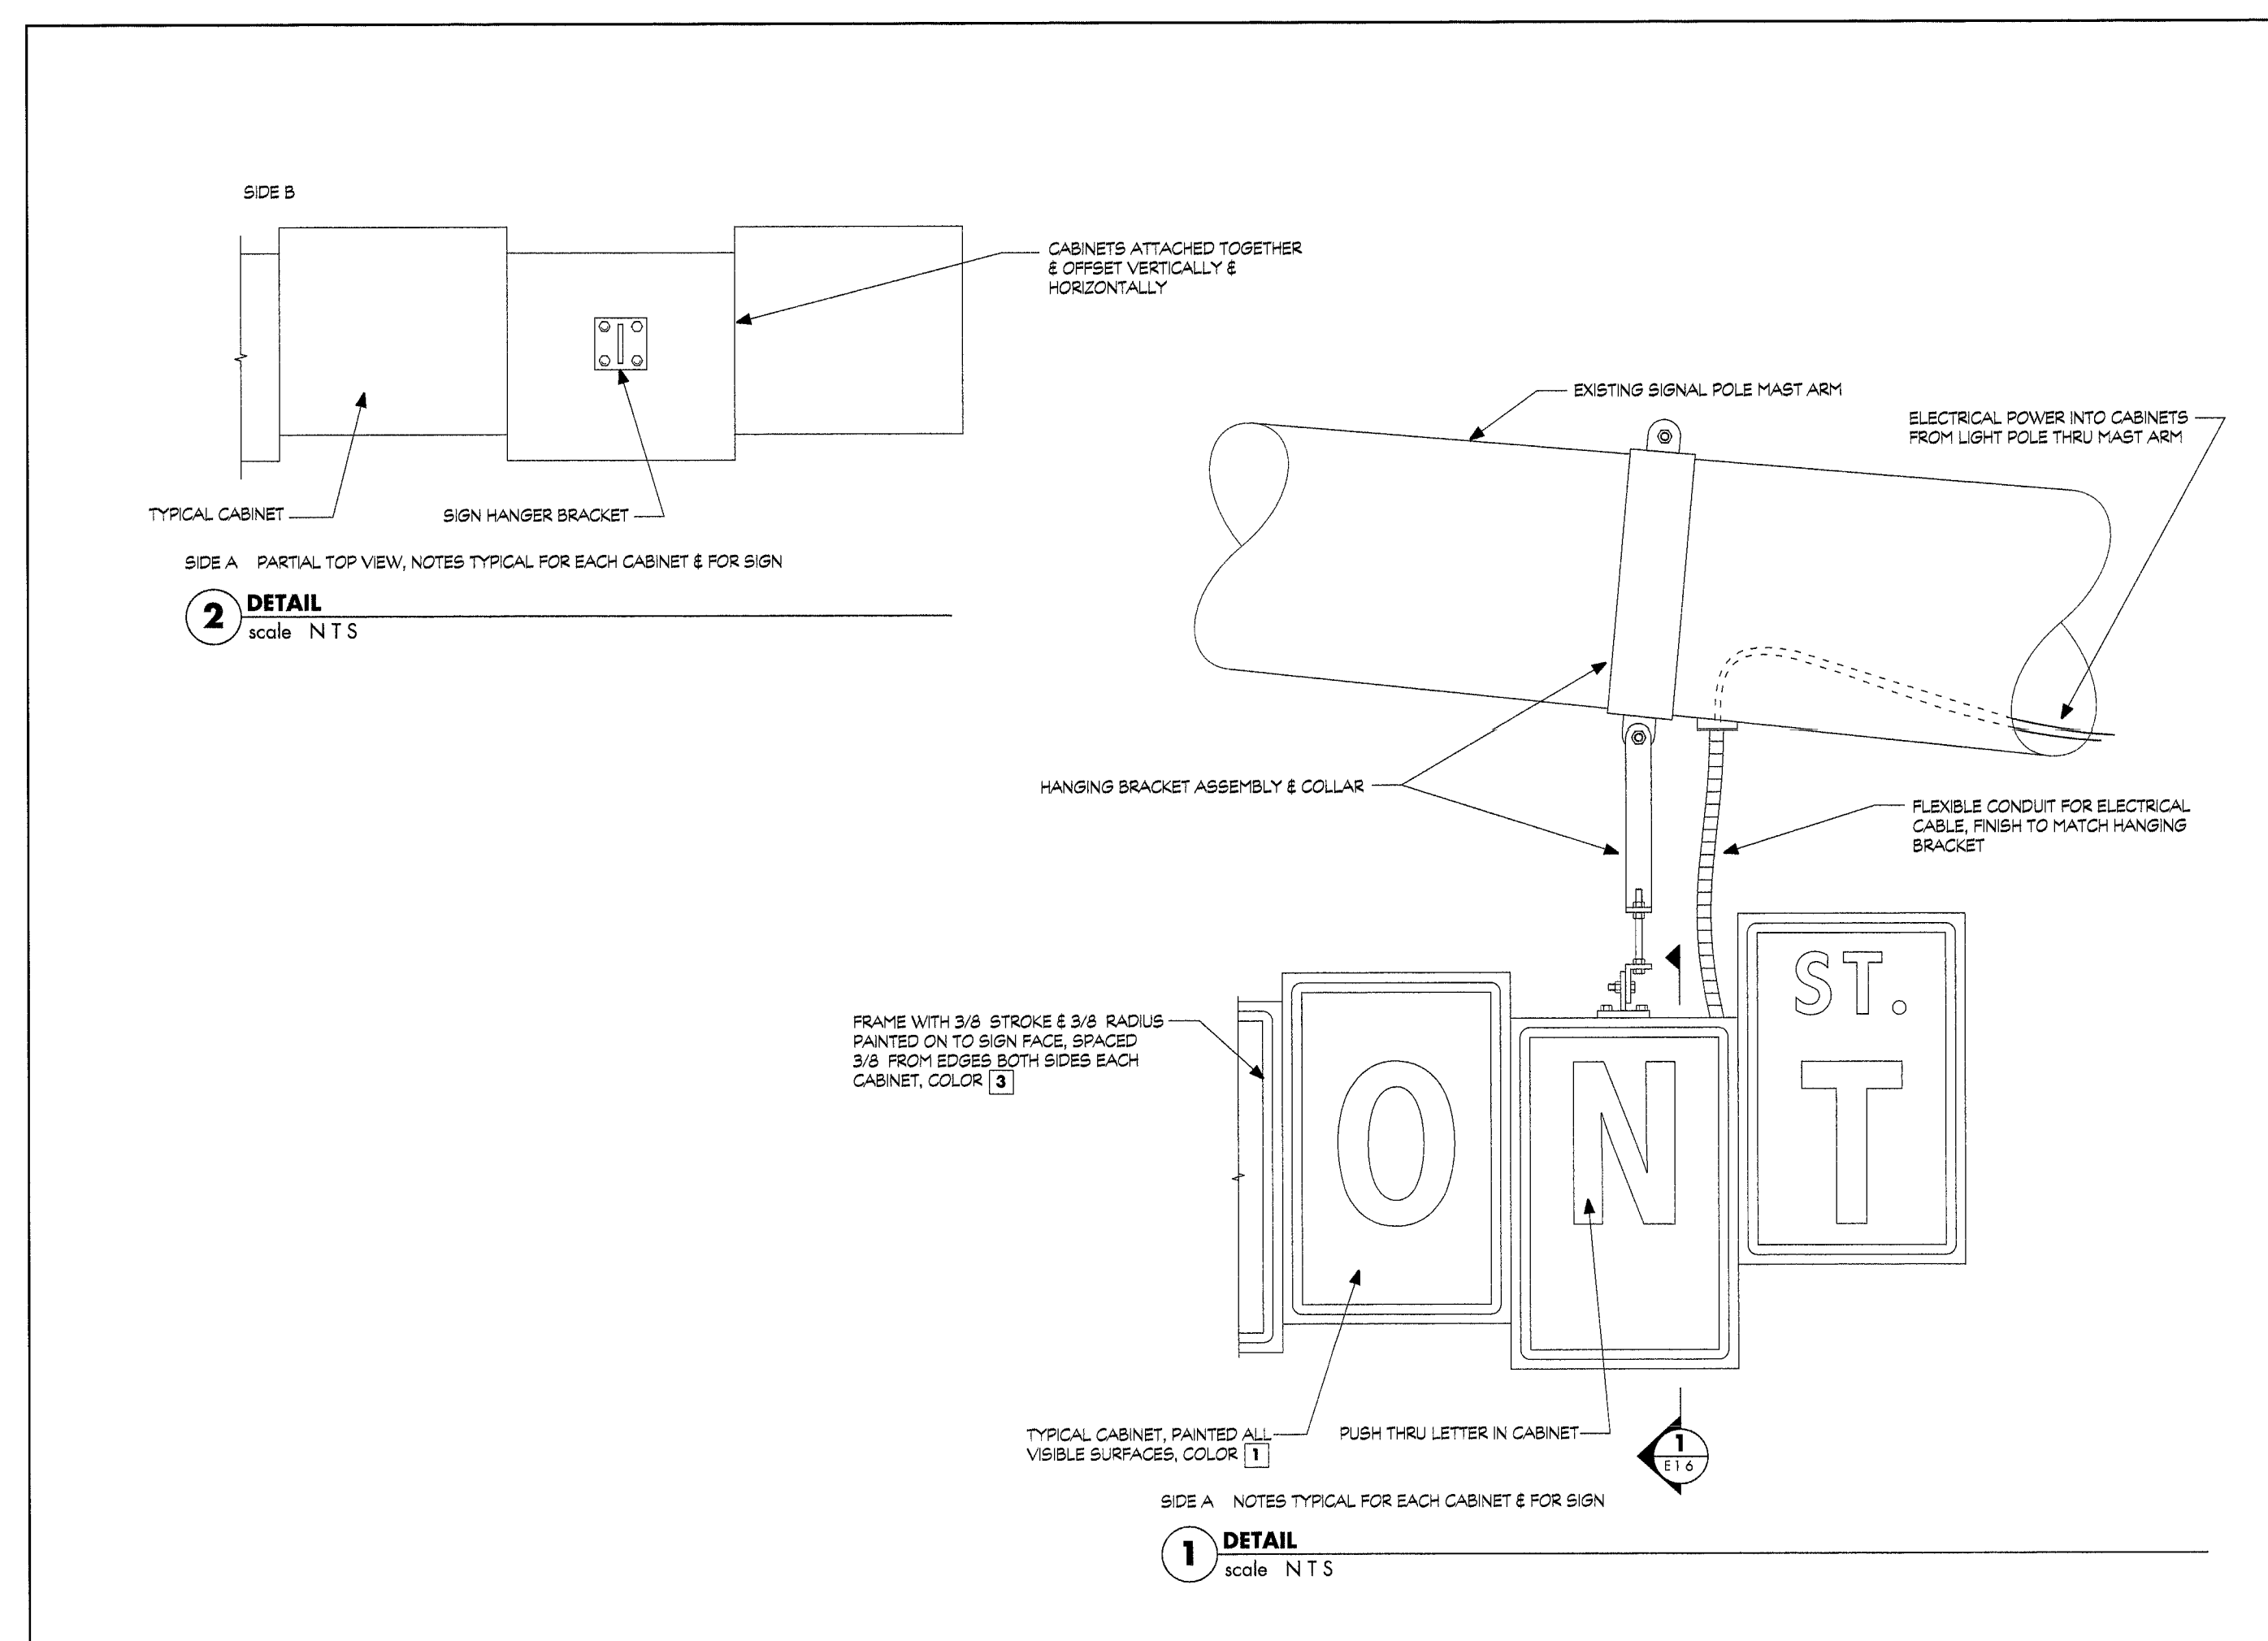 SIDE B
CABINETS ATTACHED TOGETHER
& OFFSET VERTICALLY &
HORIZONTALLY
TYPICAL CABINET
SIGN HANGER BRACKET
SIDE A PARTIAL TOP VIEW, NOTES TYPICAL FOR EACH CABINET & FOR SIGN
2 DETAIL
scale NTS
EXISTING SIGNAL POLE MAST ARM
ELECTRICAL POWER INTO CABINETS
FROM LIGHT POLE THRU MAST ARM
HANGING BRACKET ASSEMBLY & COLLAR
FLEXIBLE CONDUIT FOR ELECTRICAL
CABLE, FINISH TO MATCH HANGING
BRACKET
FRAME WITH 3/8 STROKE & 3/8 RADIUS
PAINTED ON TO SIGN FACE, SPACED
3/8 FROM EDGES BOTH SIDES EACH
CABINET, COLOR 3
ST.
O N T
TYPICAL CABINET, PAINTED ALL
VISIBLE SURFACES, COLOR 1
PUSH THRU LETTER IN CABINET
1
E16
SIDE A NOTES TYPICAL FOR EACH CABINET & FOR SIGN
1 DETAIL
scale NTS